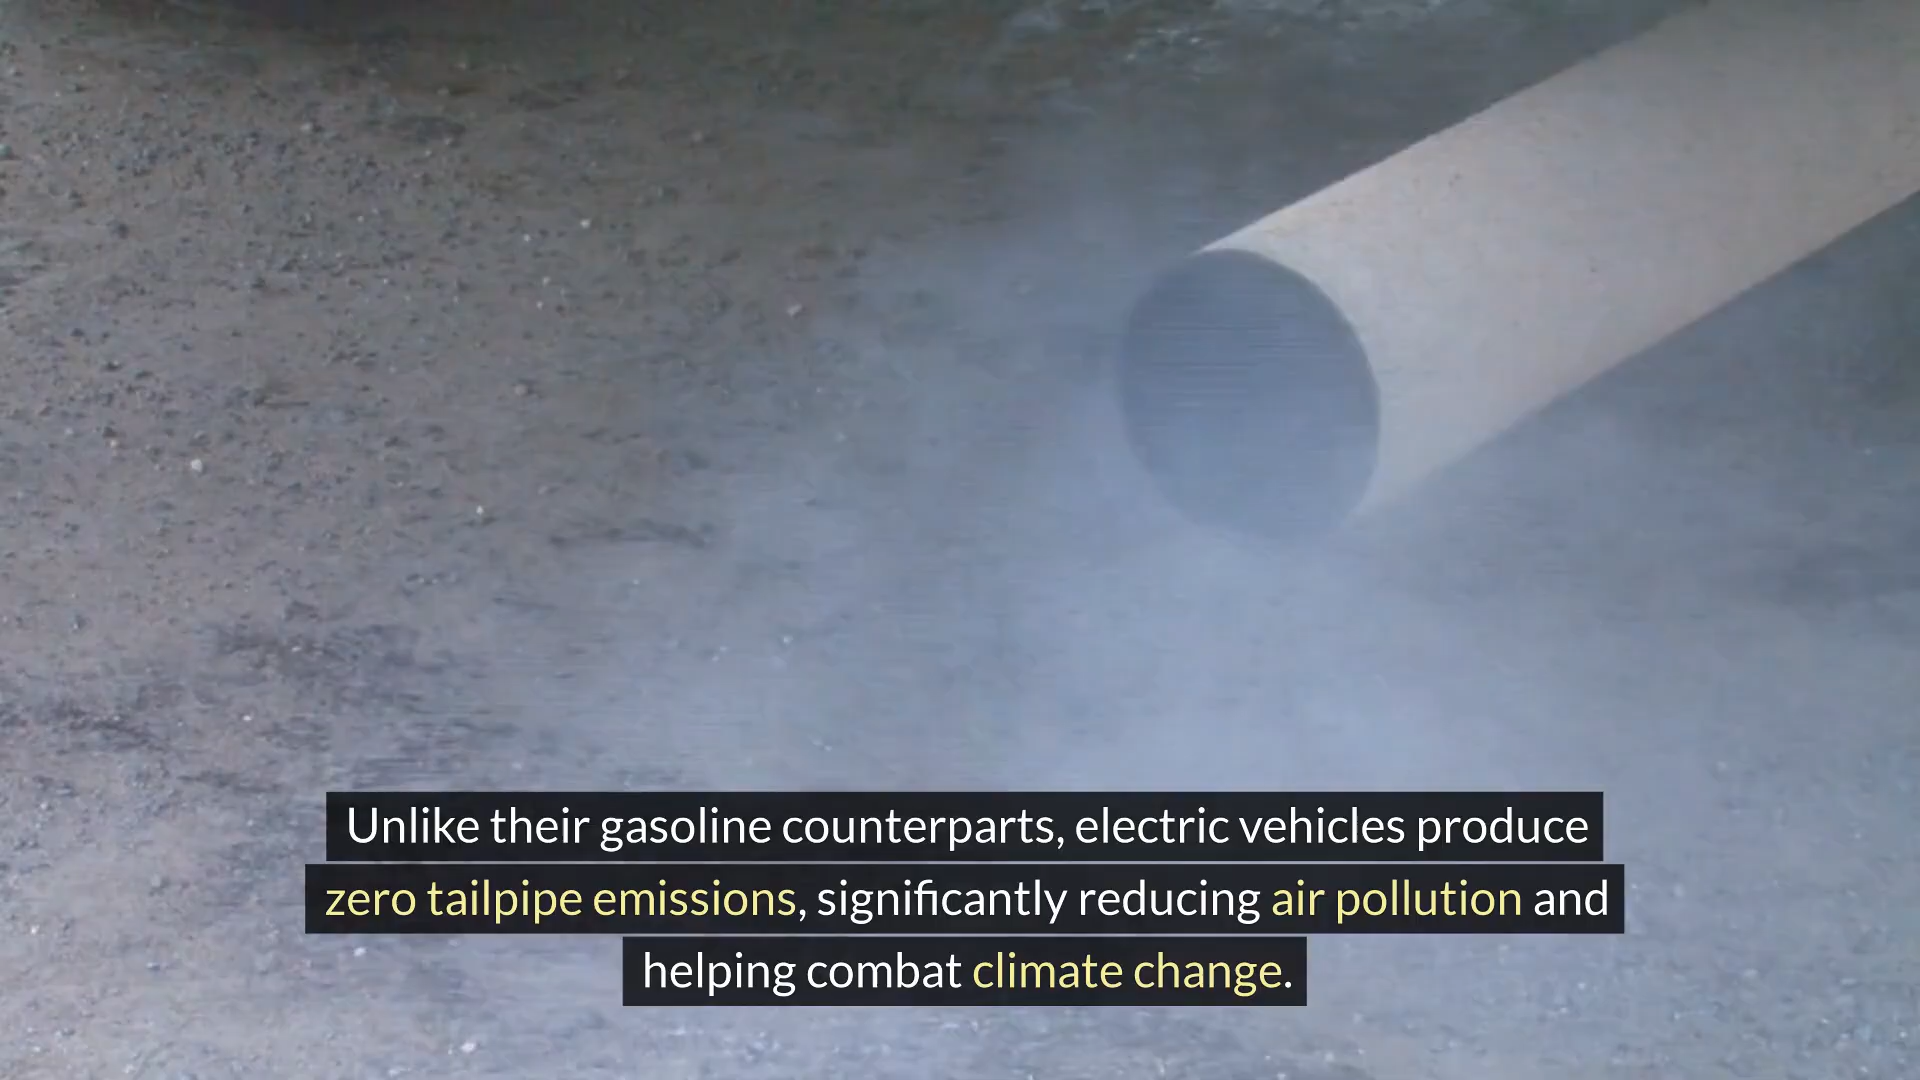 Unlike their gasoline counterparts, electric vehicles produce
zero tailpipe emissions, significantly reducing air pollution and
helping combat climate change.